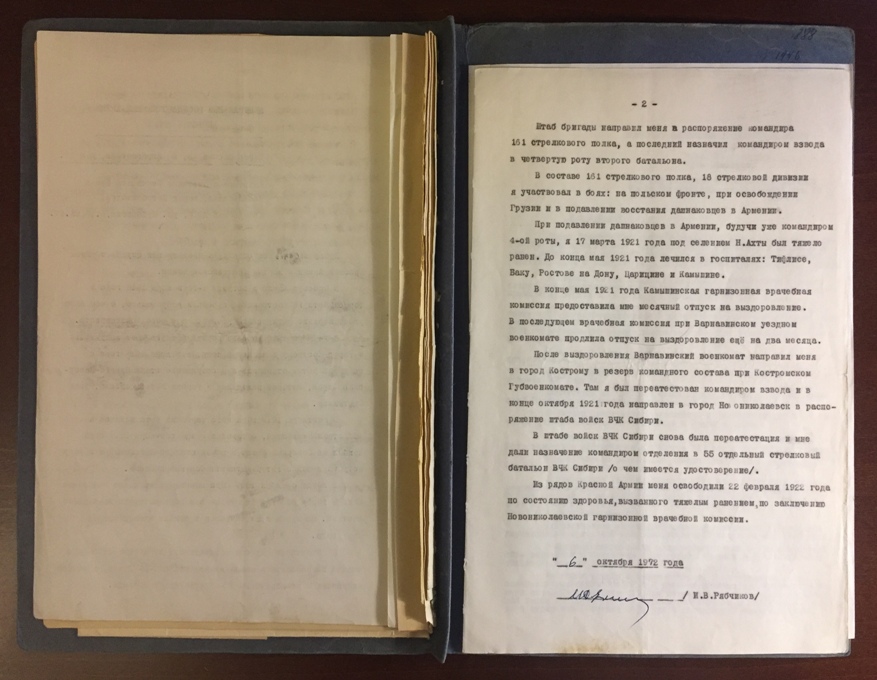 - 2 -
Штаб бригады направил меня в распоряжение командира
161 стрелкового полка, а последний назначил командиром взвода
в четвертую роту второго батальона.
В составе 161 стрелкового полка, 18 стрелковой дивизии
я участвовал в боях: на польском фронте, при освобождении
Грузии и в подавлении восстания дашнаковцев в Армении.
При подавлении дашнаковцев в Армении, будучи уже командиром
4-ой роты, я 17 марта 1921 года под селением Н.Ахты был тяжело
ранен. До конца мая 1921 года лечился в госпиталях: Тифлисе,
Баку, Ростове на Дону, Царицине и Камышине.
В конце мая 1921 года Камышинская гарнизонная врачебная
комиссия предоставила мне месячный отпуск на выздоровление.
В последующем врачебная комиссия при Варнавинском уездном
военкомате продлила отпуск на выздоровление ещё на два месяца.
После выздоровления Варнавинский военкомат направил меня
в город Кострому в резерв командного состава при Костромском
Губвоенкомате. Там я был переатестован командиром взвода и в
конце октября 1921 года направлен в город Новониколаевск в распо-
ряжение штаба войск ВЧК Сибири.
В штабе войск ВЧК Сибири снова была переатестация и мне
дали назначение командиром отделения в 55 отдельный стрелковый
батальон ВЧК Сибири /о чем имеется удостоверение/.
Из рядов Красной Армии меня освободили 22 февраля 1922 года
по состоянию здоровья,вызванного тяжелым ранением,по заключению
Новониколаевской гарнизонной врачебной комиссии.
"_6_" октября 1972 года
/ И.В.Рябчиков/